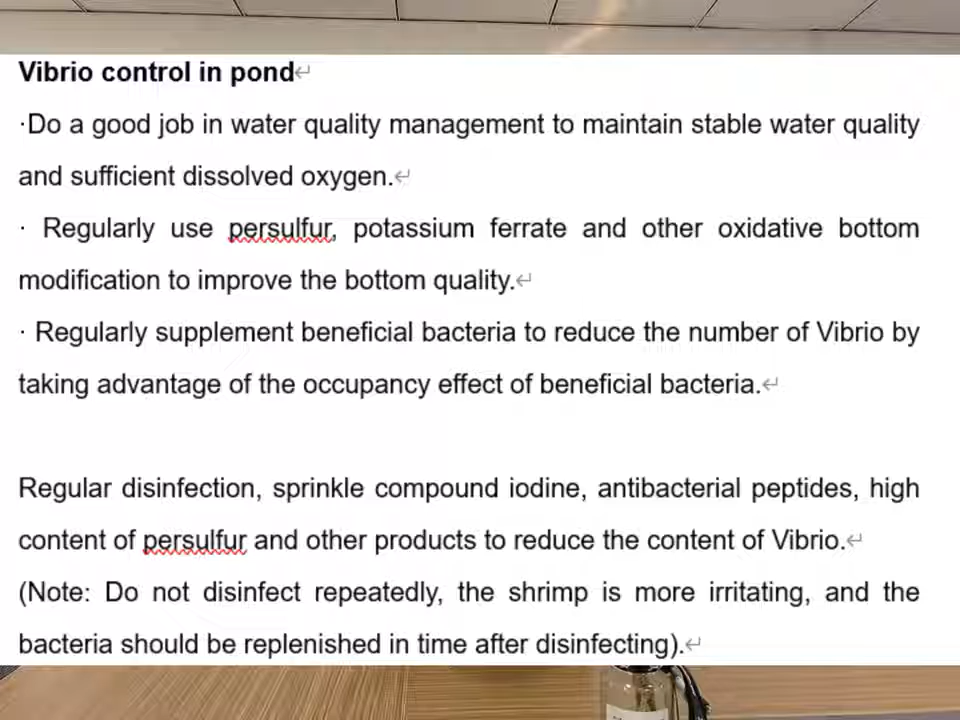 Vibrio control in pond↵
·Do a good job in water quality management to maintain stable water quality
and sufficient dissolved oxygen.↵
· Regularly use persulfur, potassium ferrate and other oxidative bottom
modification to improve the bottom quality.↵
· Regularly supplement beneficial bacteria to reduce the number of Vibrio by
taking advantage of the occupancy effect of beneficial bacteria.↵
Regular disinfection, sprinkle compound iodine, antibacterial peptides, high
content of persulfur and other products to reduce the content of Vibrio.↵
(Note: Do not disinfect repeatedly, the shrimp is more irritating, and the
bacteria should be replenished in time after disinfecting).↵